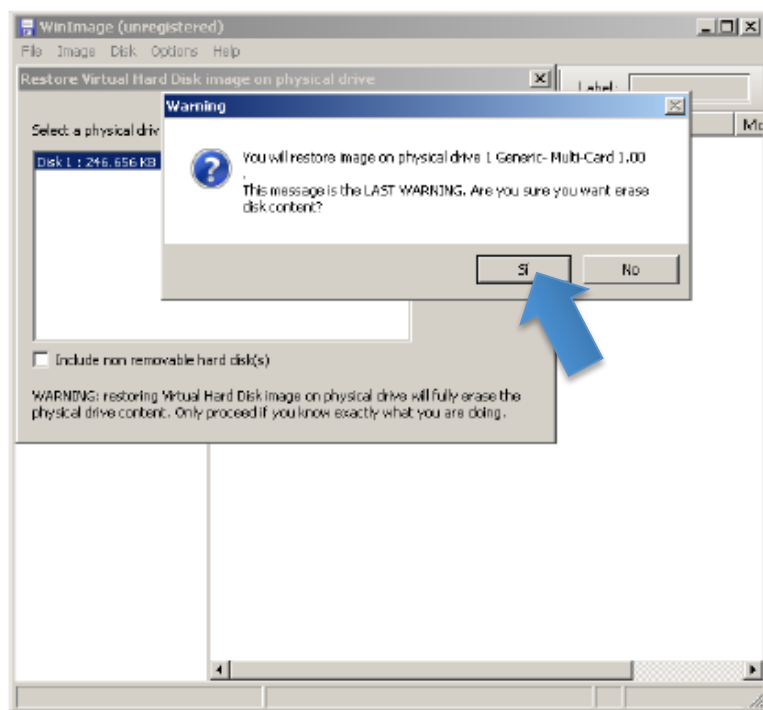 WinImage (unregistered)
File Image Disk Options Help
Restore Virtual Hard Disk image on physical drive
Label:
Warning
Select a physical driv
Disk 1 : 246.656 KB
You will restore image on physical drive 1 Generic- Multi-Card 1.00
.
This message is the LAST WARNING. Are you sure you want erase
disk content?
Sí No
Include non removable hard disk(s)
WARNING: restoring Virtual Hard Disk image on physical drive will fully erase the
physical drive content. Only proceed if you know exactly what you are doing.